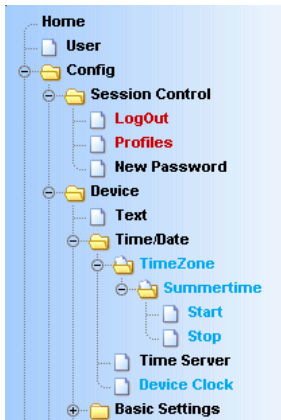 Home
User
Config
Session Control
LogOut
Profiles
New Password
Device
Text
Time/Date
TimeZone
Summertime
Start
Stop
Time Server
Device Clock
Basic Settings